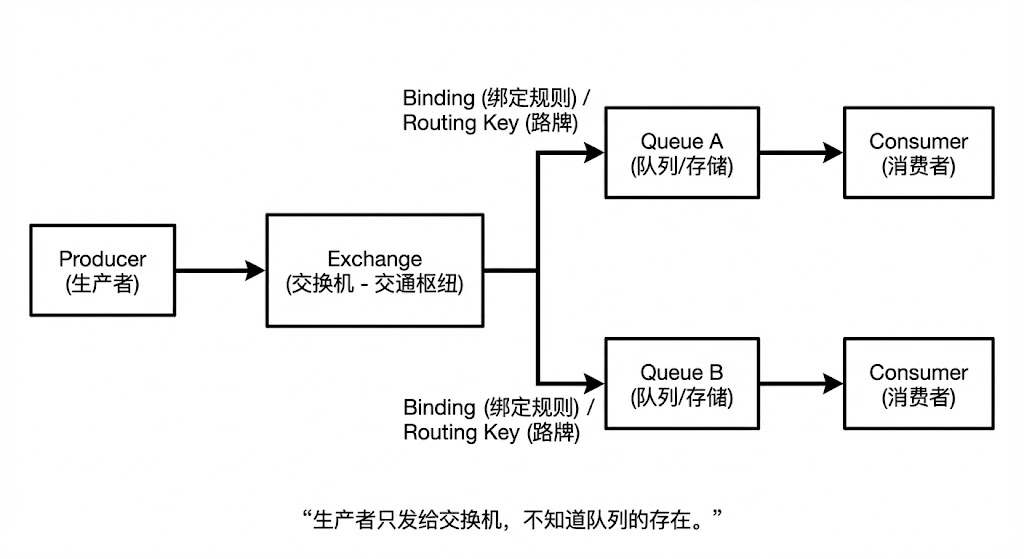 Binding (绑定规则) /
Routing Key (路牌)
Queue A
(队列/存储)
Consumer
(消费者)
Producer
(生产者)
Exchange
(交换机 - 交通枢纽)
Queue B
(队列/存储)
Consumer
(消费者)
Binding (绑定规则) /
Routing Key (路牌)
“生产者只发给交换机，不知道队列的存在。”